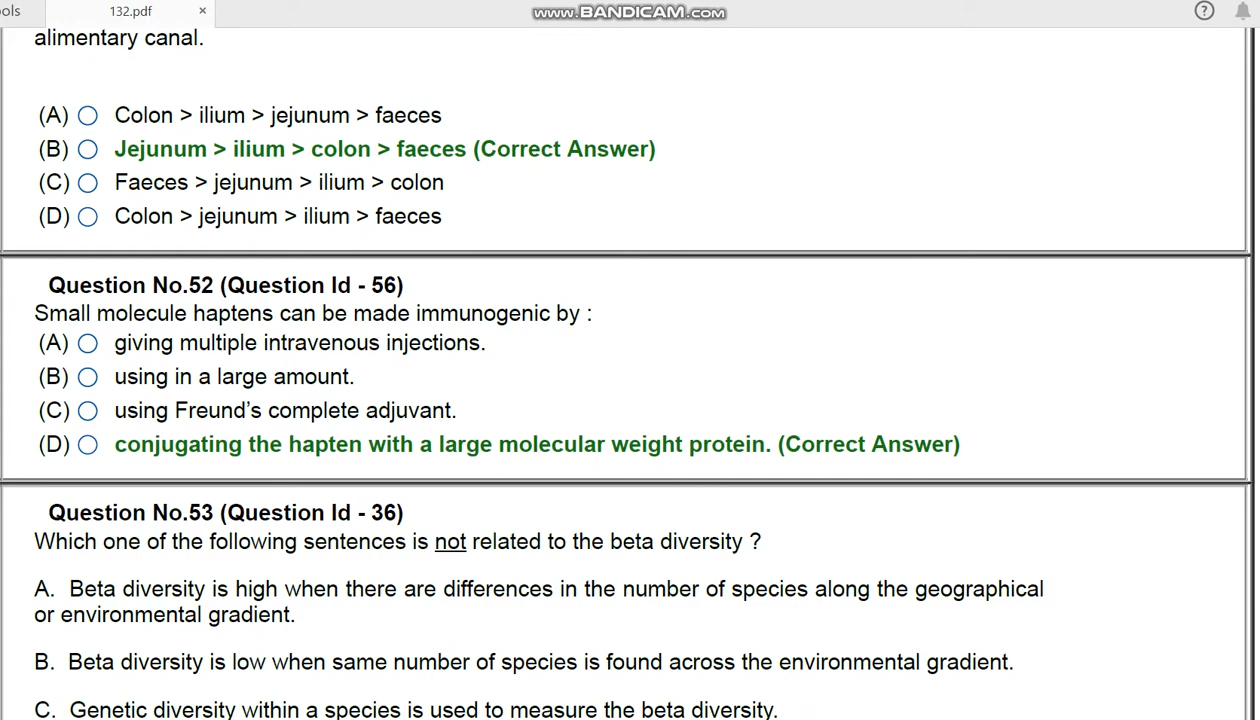 ols
132.pdf
×
www.BANDICAM.com
?
alimentary canal.
(A) Colon > ilium > jejunum > faeces
(B) Jejunum > ilium > colon > faeces (Correct Answer)
(C) Faeces > jejunum > ilium > colon
(D) Colon > jejunum > ilium > faeces
Question No.52 (Question Id - 56)
Small molecule haptens can be made immunogenic by :
(A) giving multiple intravenous injections.
(B) using in a large amount.
(C) using Freund's complete adjuvant.
(D) conjugating the hapten with a large molecular weight protein. (Correct Answer)
Question No.53 (Question Id - 36)
Which one of the following sentences is not related to the beta diversity ?
A. Beta diversity is high when there are differences in the number of species along the geographical
or environmental gradient.
B. Beta diversity is low when same number of species is found across the environmental gradient.
C. Genetic diversity within a species is used to measure the beta diversity.